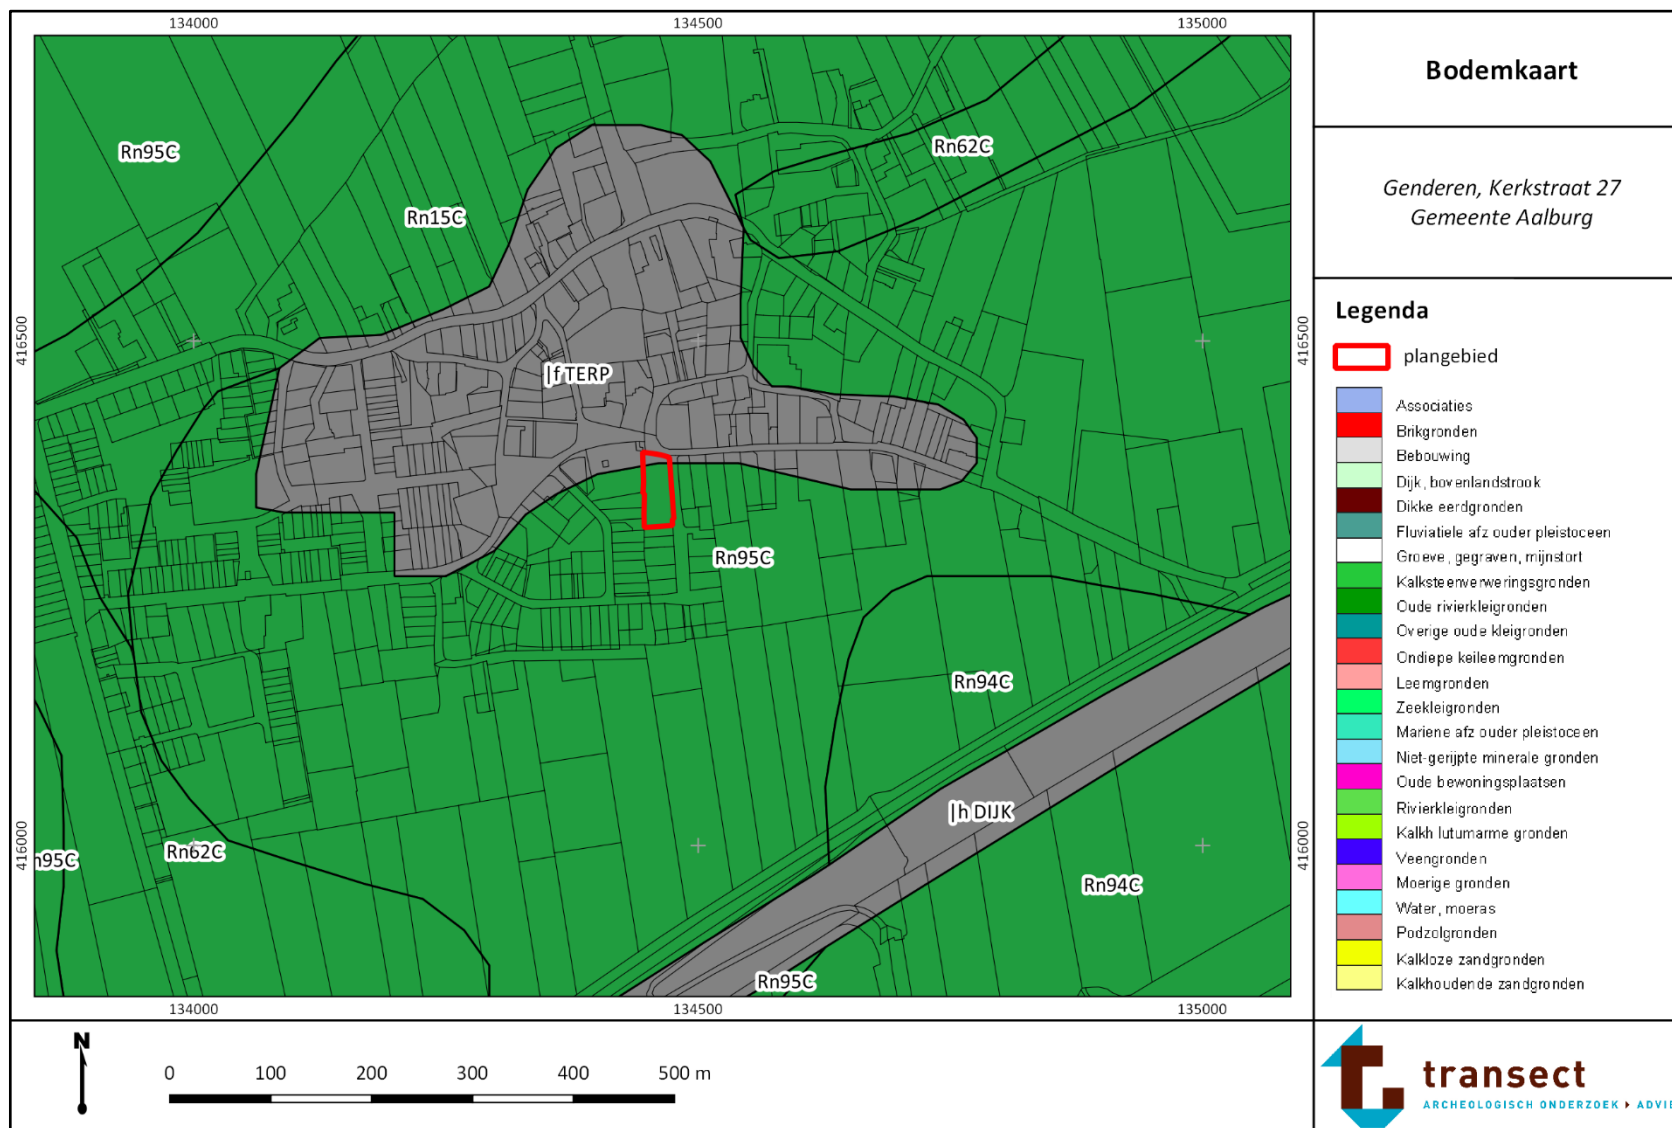 134000
134500
135000
416500
416000
Rn95C
Rn15C
Rn62C
|f TERP
Rn95C
Rn94C
|h DIJK
n95C
Rn62C
Rn94C
Rn95C
416500
416000
134000
134500
135000
N
0 100 200 300 400 500 m
Bodemkaart
Genderen, Kerkstraat 27
Gemeente Aalburg
Legenda
plangebied
Associaties
Brikgronden
Bebouwing
Dijk, bovenlandstrook
Dikke eerdgronden
Fluviatiele afz ouder pleistoceen
Groeve, gegraven, mijnstort
Kalksteenverweringsgronden
Oude rivierkleigronden
Overige oude kleigronden
Ondiepe keileemgronden
Leemgronden
Zeekleigronden
Mariene afz ouder pleistoceen
Niet-gerijpte minerale gronden
Oude bewoningsplaatsen
Rivierkleigronden
Kalkh lutumarme gronden
Veengronden
Moerige gronden
Water, moeras
Podzolgronden
Kalkloze zandgronden
Kalkhoudende zandgronden
transect
ARCHEOLOGISCH ONDERZOEK ▸ ADVIE